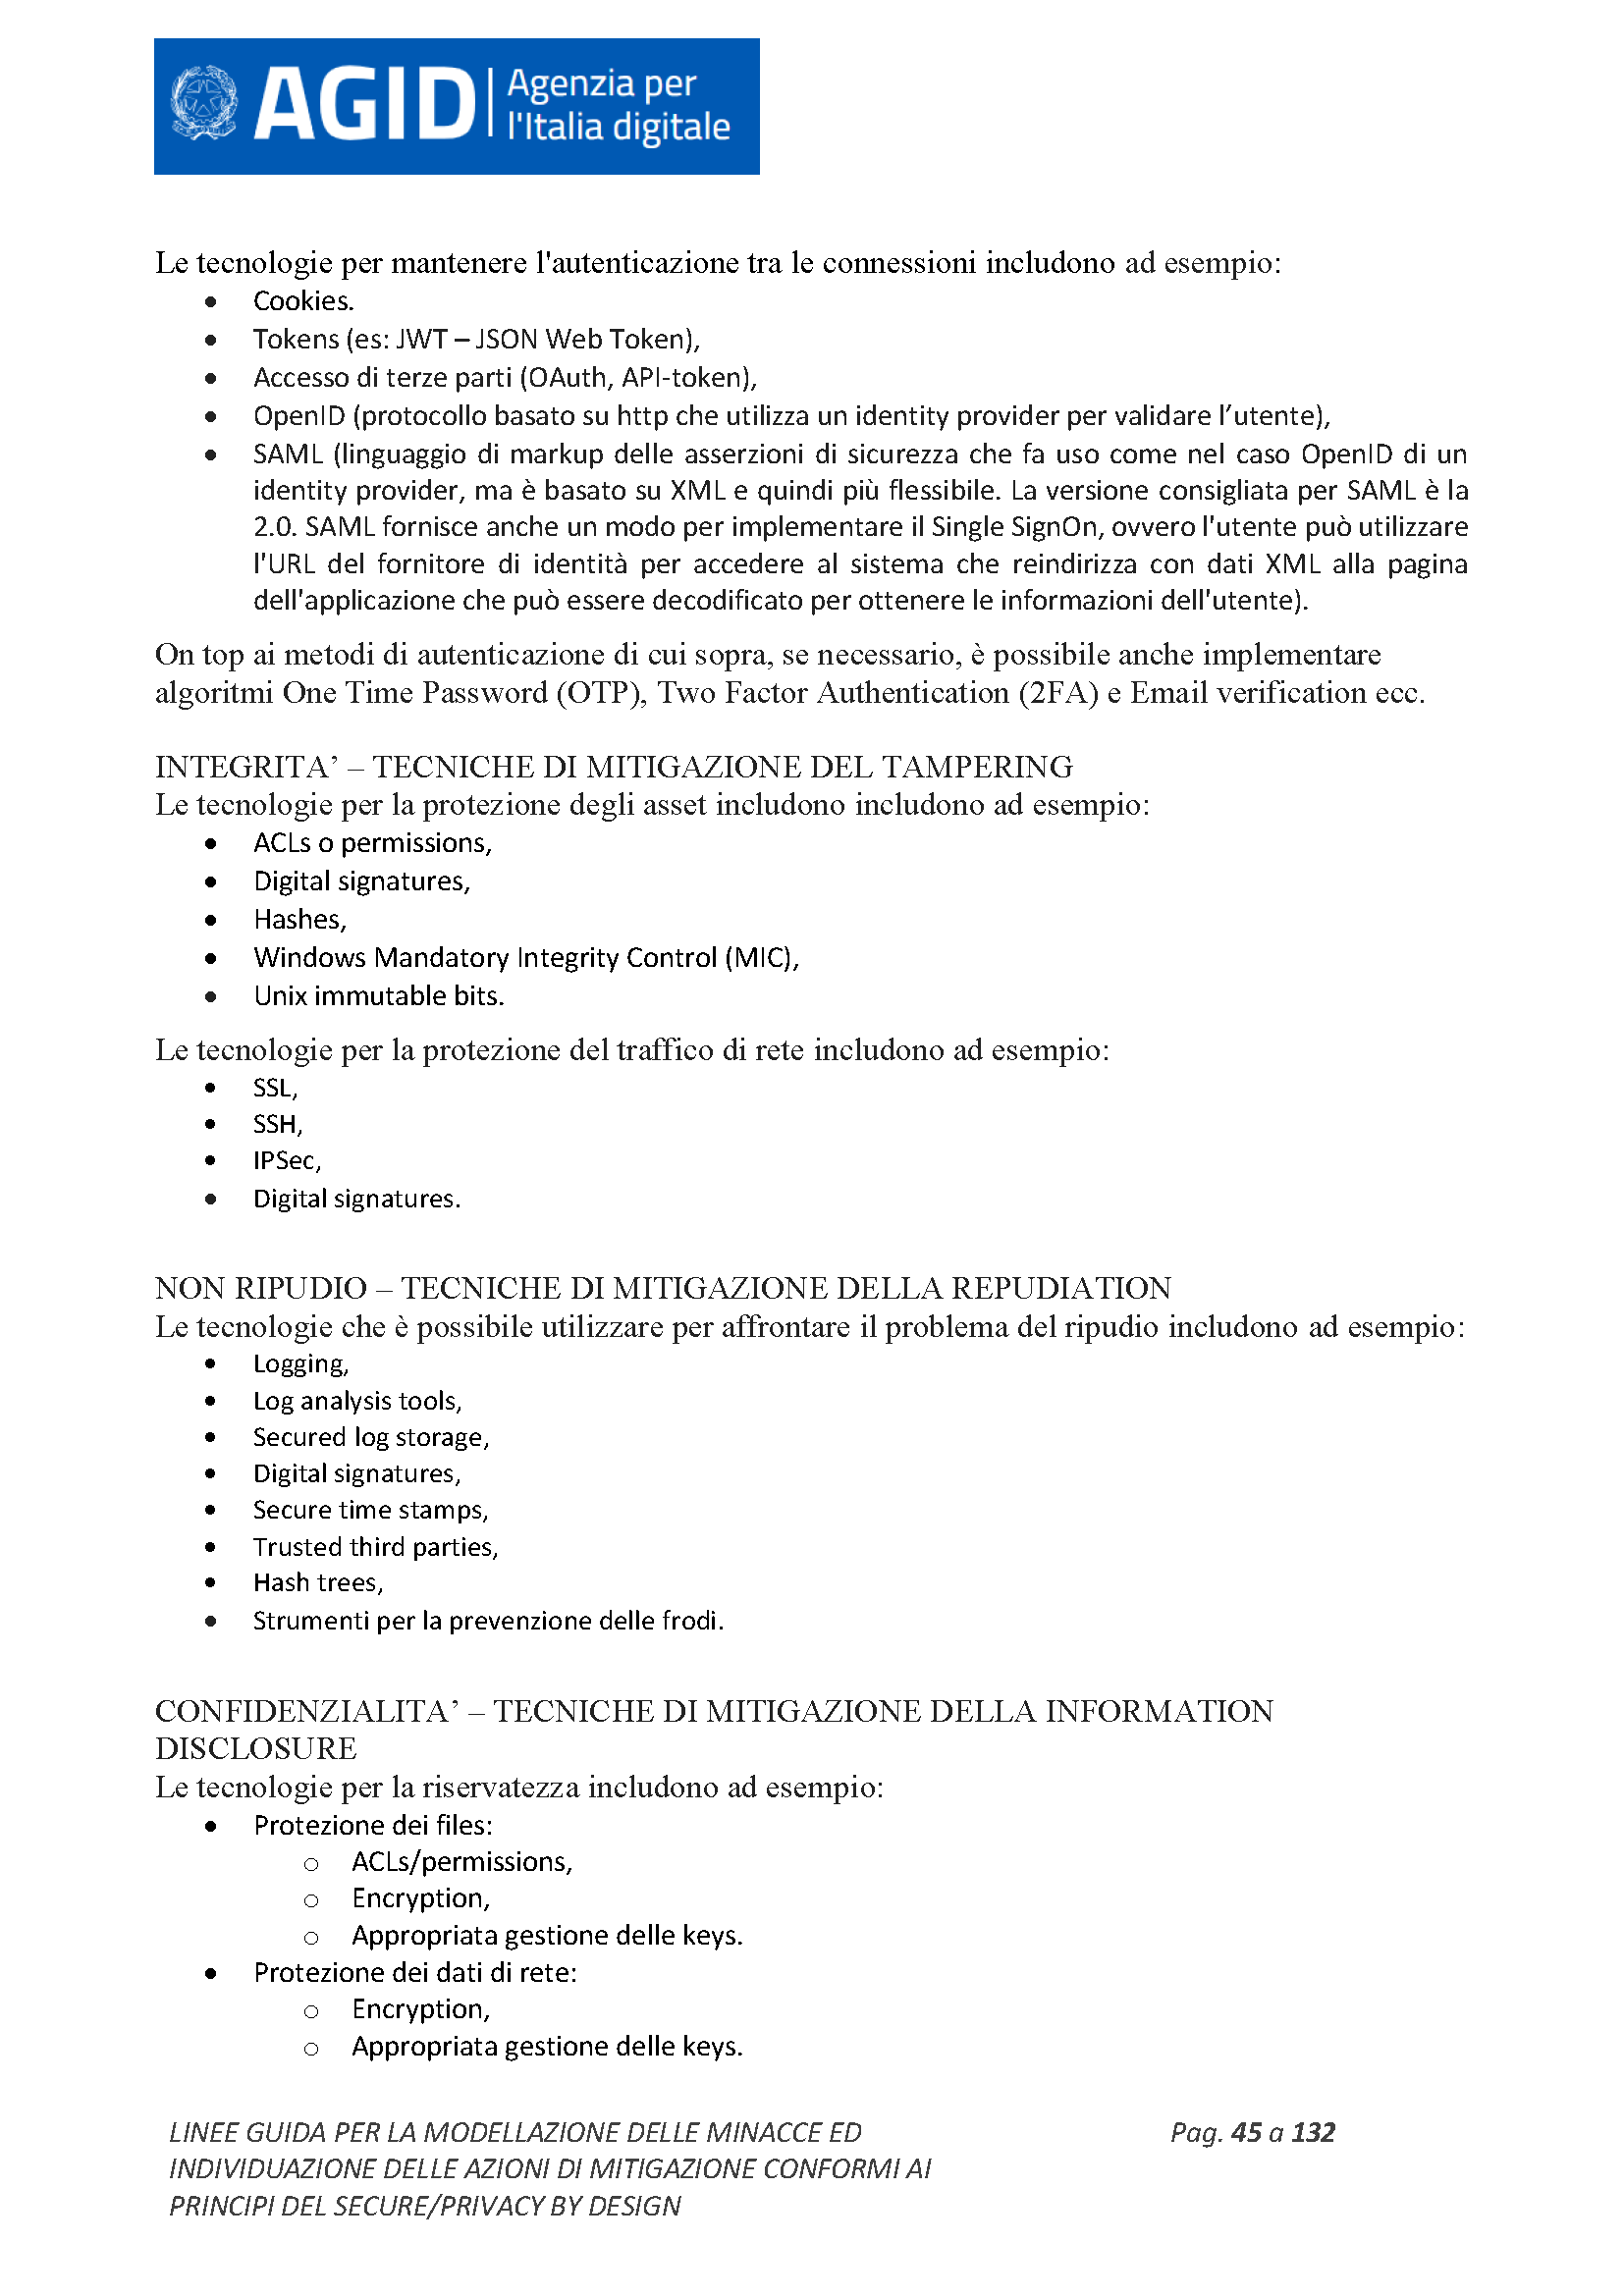 AGID Agenzia per
l'Italia digitale
Le tecnologie per mantenere l'autenticazione tra le connessioni includono ad esempio:
• Cookies.
• Tokens (es: JWT – JSON Web Token),
• Accesso di terze parti (OAuth, API-token),
• OpenID (protocollo basato su http che utilizza un identity provider per validare l’utente),
• SAML (linguaggio di markup delle asserzioni di sicurezza che fa uso come nel caso OpenID di un
identity provider, ma è basato su XML e quindi più flessibile. La versione consigliata per SAML è la
2.0. SAML fornisce anche un modo per implementare il Single SignOn, ovvero l'utente può utilizzare
l'URL del fornitore di identità per accedere al sistema che reindirizza con dati XML alla pagina
dell'applicazione che può essere decodificato per ottenere le informazioni dell'utente).
On top ai metodi di autenticazione di cui sopra, se necessario, è possibile anche implementare
algoritmi One Time Password (OTP), Two Factor Authentication (2FA) e Email verification ecc.
INTEGRITA’ – TECNICHE DI MITIGAZIONE DEL TAMPERING
Le tecnologie per la protezione degli asset includono includono ad esempio:
• ACLs o permissions,
• Digital signatures,
• Hashes,
• Windows Mandatory Integrity Control (MIC),
• Unix immutable bits.
Le tecnologie per la protezione del traffico di rete includono ad esempio:
• SSL,
• SSH,
• IPSec,
• Digital signatures.
NON RIPUDIO – TECNICHE DI MITIGAZIONE DELLA REPUDIATION
Le tecnologie che è possibile utilizzare per affrontare il problema del ripudio includono ad esempio:
• Logging,
• Log analysis tools,
• Secured log storage,
• Digital signatures,
• Secure time stamps,
• Trusted third parties,
• Hash trees,
• Strumenti per la prevenzione delle frodi.
CONFIDENZIALITA’ – TECNICHE DI MITIGAZIONE DELLA INFORMATION
DISCLOSURE
Le tecnologie per la riservatezza includono ad esempio:
• Protezione dei files:
o ACLs/permissions,
o Encryption,
o Appropriata gestione delle keys.
• Protezione dei dati di rete:
o Encryption,
o Appropriata gestione delle keys.
LINEE GUIDA PER LA MODELLAZIONE DELLE MINACCE ED Pag. 45 a 132
INDIVIDUAZIONE DELLE AZIONI DI MITIGAZIONE CONFORMI AI
PRINCIPI DEL SECURE/PRIVACY BY DESIGN